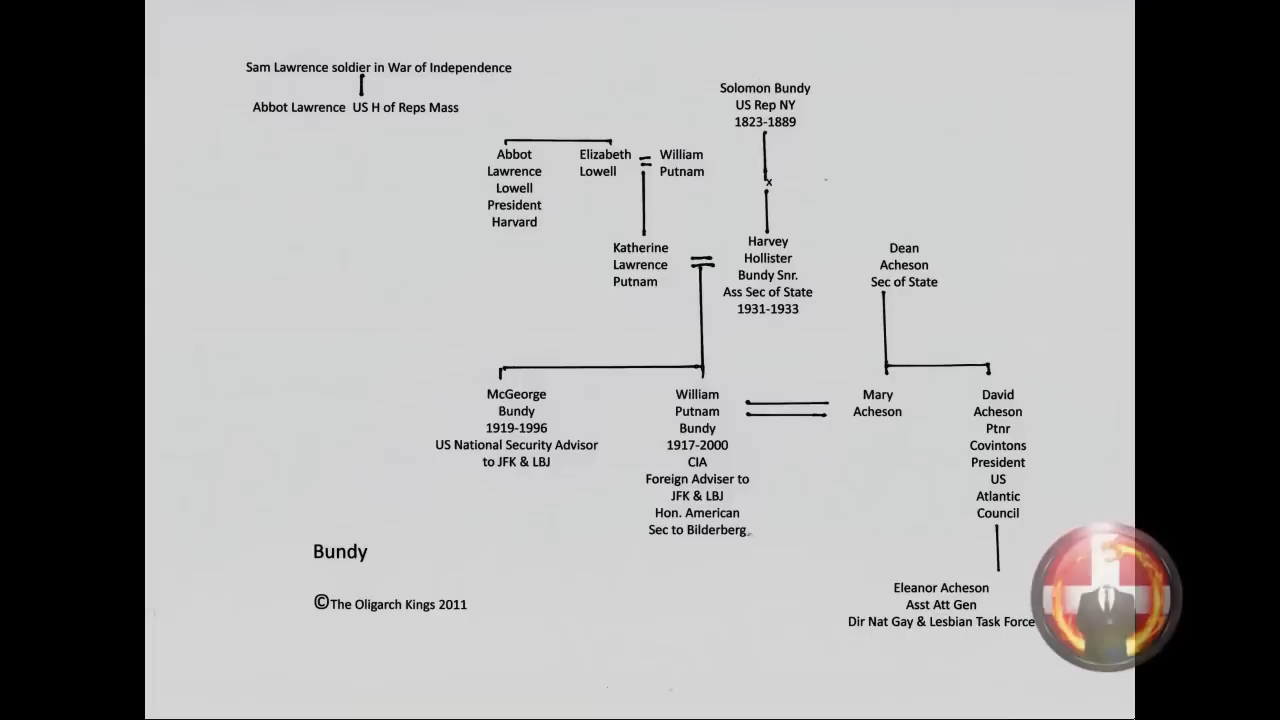 Sam Lawrence soldier in War of Independence
Abbot Lawrence US H of Reps Mass
Solomon Bundy
US Rep NY
1823-1889
Abbot
Lawrence
Lowell
President
Harvard
Elizabeth
Lowell
=
William
Putnam
x
Katherine
Lawrence
Putnam
=
Harvey
Hollister
Bundy Snr.
Ass Sec of State
1931-1933
Dean
Acheson
Sec of State
McGeorge
Bundy
1919-1996
US National Security Advisor
to JFK & LBJ
William
Putnam
Bundy
1917-2000
CIA
Foreign Adviser to
JFK & LBJ
Hon. American
Sec to Bilderberg
Mary
Acheson
David
Acheson
Ptnr
Covintons
President
US
Atlantic
Council
Eleanor Acheson
Asst Att Gen
Dir Nat Gay & Lesbian Task Force
Bundy
©The Oligarch Kings 2011